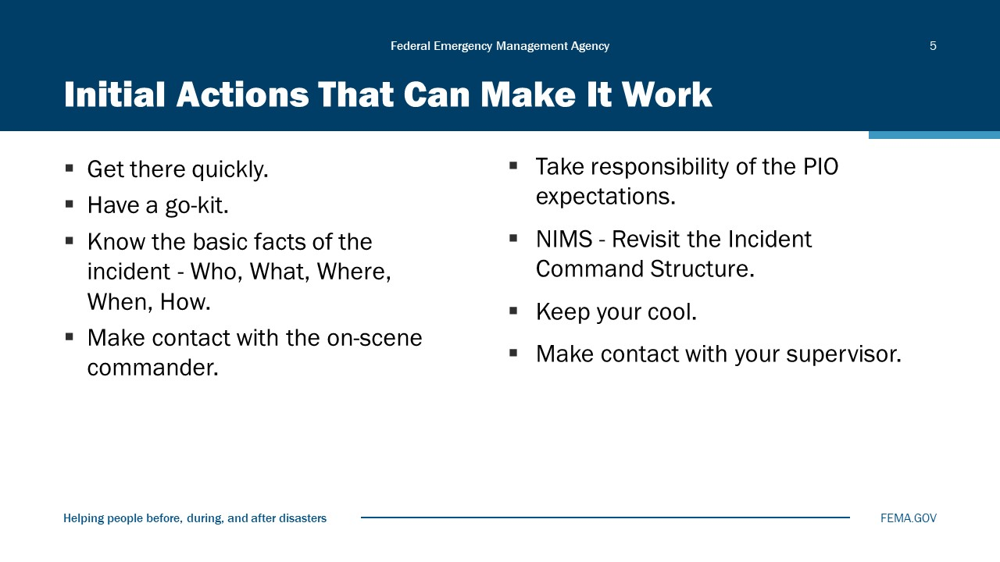 Federal Emergency Management Agency
5
Initial Actions That Can Make It Work
▪ Get there quickly.
▪ Have a go-kit.
▪ Know the basic facts of the
incident - Who, What, Where,
When, How.
▪ Make contact with the on-scene
commander.
▪ Take responsibility of the PIO
expectations.
▪ NIMS - Revisit the Incident
Command Structure.
▪ Keep your cool.
▪ Make contact with your supervisor.
Helping people before, during, and after disasters
FEMA.GOV